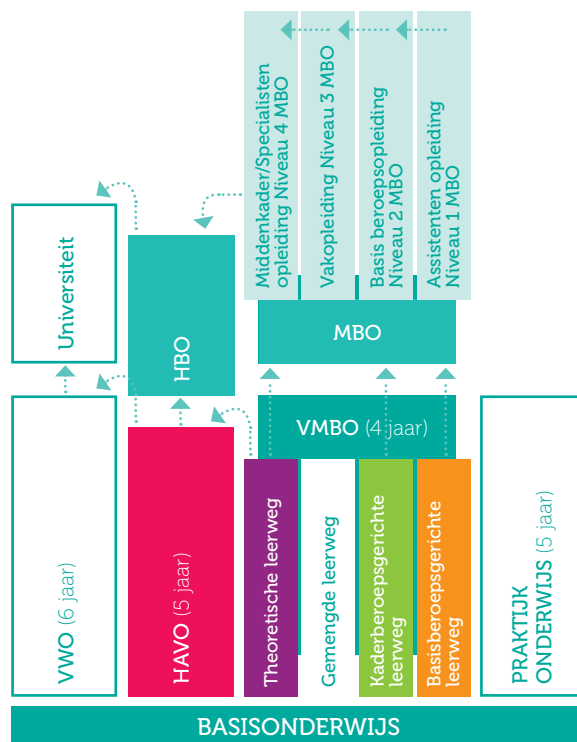 Middenkader/Specialisten
opleiding Niveau 4 MBO
Vakopleiding Niveau 3 MBO
Basis beroepsopleiding
Niveau 2 MBO
Assistenten opleiding
Niveau 1 MBO
Universiteit
HBO
MBO
VMBO (4 jaar)
VWO (6 jaar)
HAVO (5 jaar)
Theoretische leerweg
Gemengde leerweg
Kaderberoepsgerichte
leerweg
Basisberoepsgerichte
leerweg
PRAKTIJK
ONDERWIJS (5 jaar)
BASISONDERWIJS